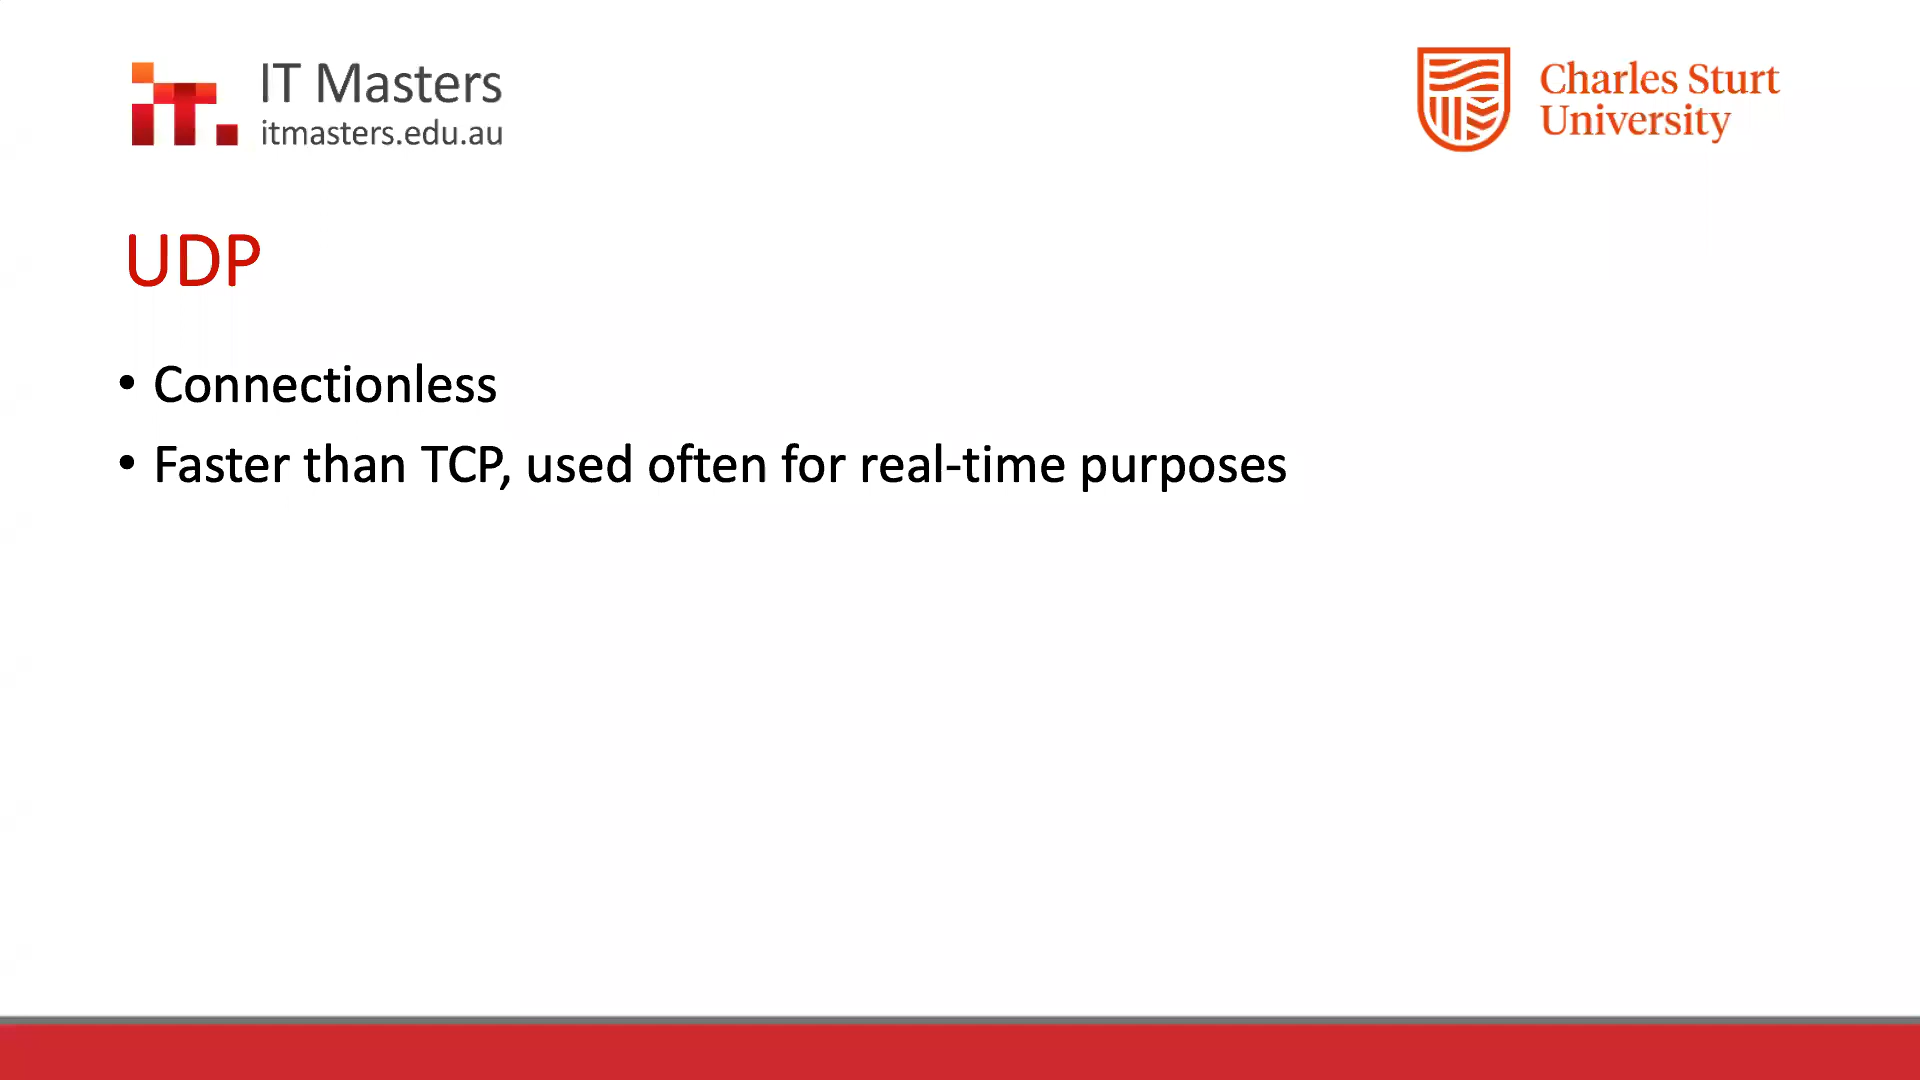 IT Masters
itmasters.edu.au
Charles Sturt
University
UDP
• Connectionless
• Faster than TCP, used often for real-time purposes